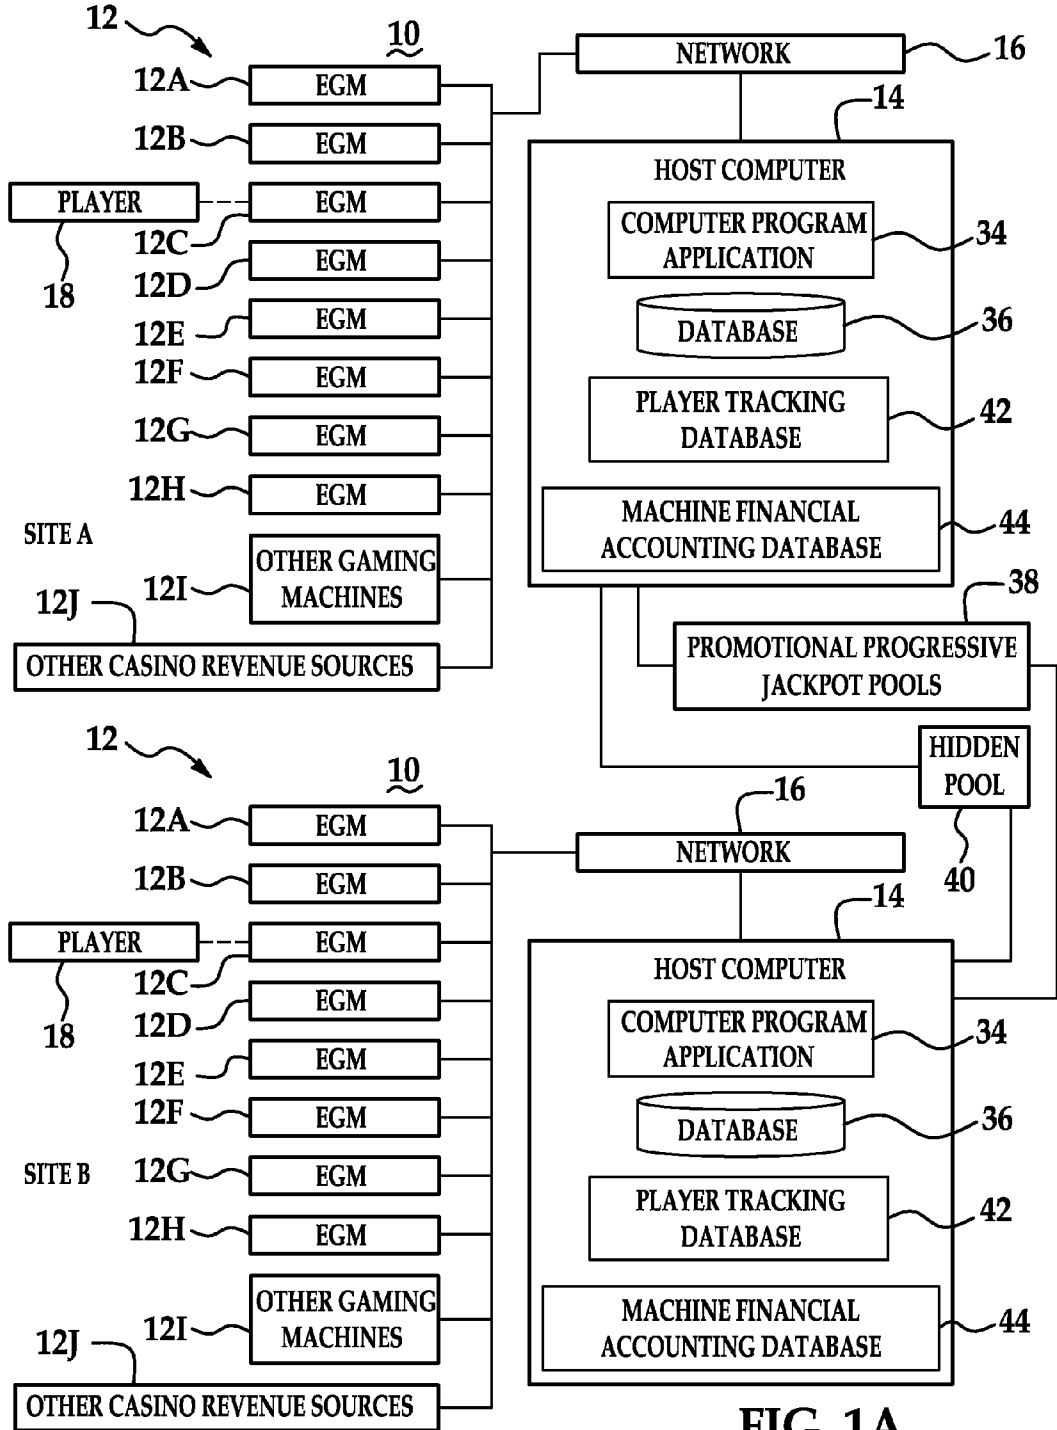 12
10
NETWORK
16
12A
EGM
14
12B
EGM
HOST COMPUTER
PLAYER
EGM
COMPUTER PROGRAM
APPLICATION
34
12C
18
12D
EGM
DATABASE
36
12E
EGM
12F
EGM
PLAYER TRACKING
DATABASE
42
12G
EGM
12H
EGM
MACHINE FINANCIAL
ACCOUNTING DATABASE
44
SITE A
OTHER GAMING
MACHINES
12I
12J
38
OTHER CASINO REVENUE SOURCES
PROMOTIONAL PROGRESSIVE
JACKPOT POOLS
12
10
HIDDEN
POOL
16
12A
EGM
NETWORK
40
12B
EGM
14
PLAYER
EGM
HOST COMPUTER
12C
18
12D
EGM
COMPUTER PROGRAM
APPLICATION
34
12E
EGM
12F
EGM
DATABASE
36
SITE B
12G
EGM
12H
EGM
PLAYER TRACKING
DATABASE
42
OTHER GAMING
MACHINES
12I
MACHINE FINANCIAL
ACCOUNTING DATABASE
44
12J
OTHER CASINO REVENUE SOURCES
FIG. 1A